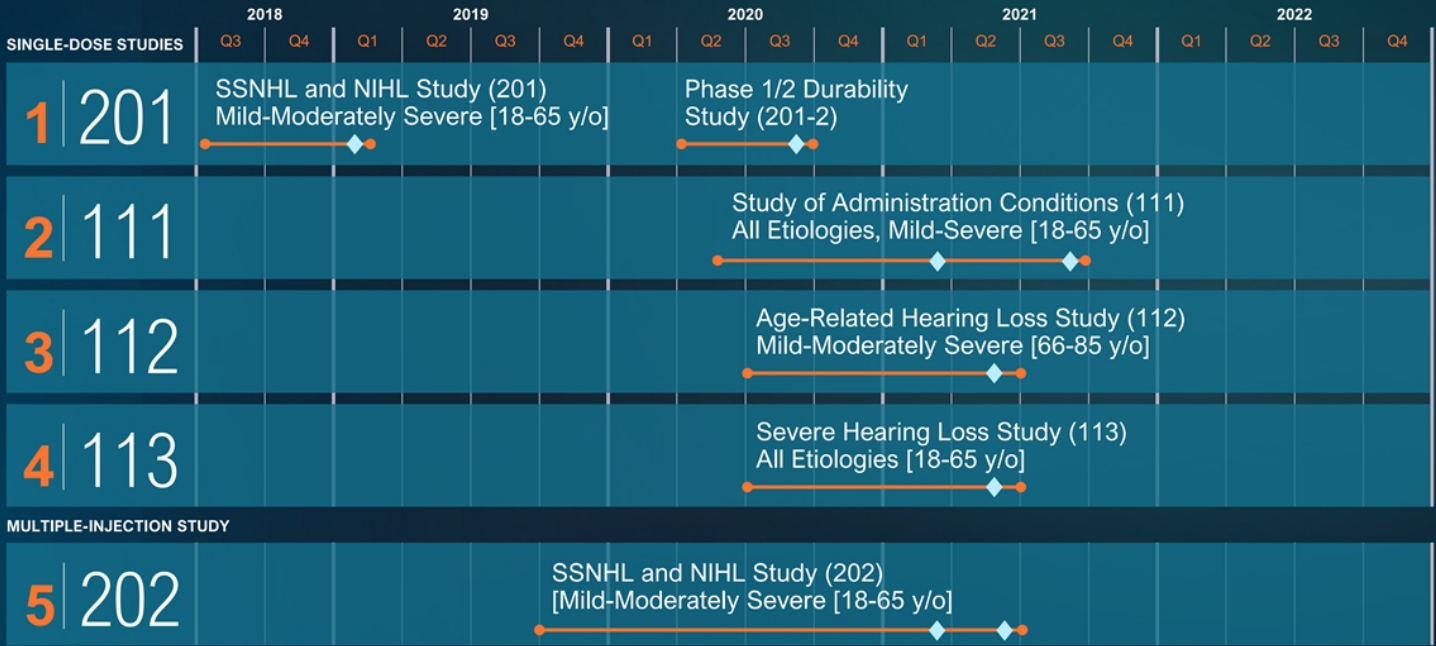 2018 2019 2020 2021 2022
SINGLE-DOSE STUDIES Q3 Q4 Q1 Q2 Q3 Q4 Q1 Q2 Q3 Q4 Q1 Q2 Q3 Q4 Q1 Q2 Q3 Q4
1 201
SSNHL and NIHL Study (201)
Mild-Moderately Severe [18-65 y/o]
Phase 1/2 Durability
Study (201-2)
2 111
Study of Administration Conditions (111)
All Etiologies, Mild-Severe [18-65 y/o]
3 112
Age-Related Hearing Loss Study (112)
Mild-Moderately Severe [66-85 y/o]
4 113
Severe Hearing Loss Study (113)
All Etiologies [18-65 y/o]
MULTIPLE-INJECTION STUDY
5 202
SSNHL and NIHL Study (202)
[Mild-Moderately Severe [18-65 y/o]